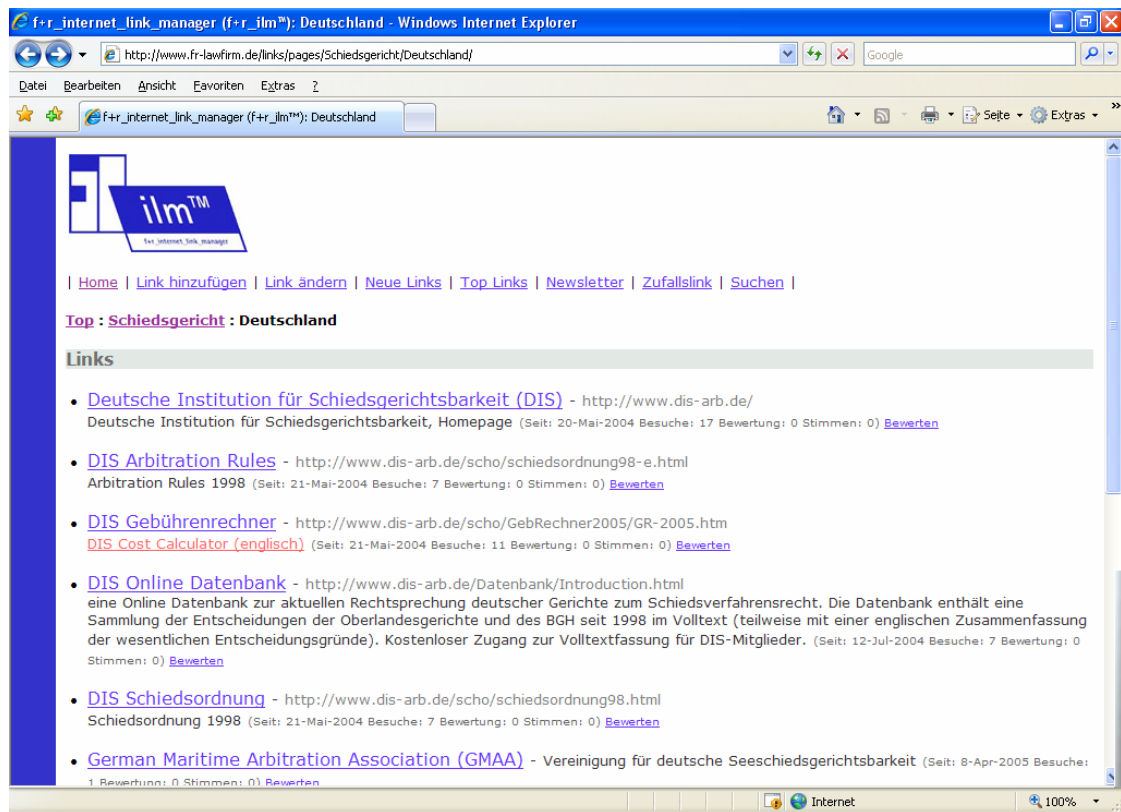 f+r_internet_link_manager (f+r_ilm™): Deutschland - Windows Internet Explorer
http://www.fr-lawfirm.de/links/pages/Schiedsgericht/Deutschland/
Google
Datei Bearbeiten Ansicht Favoriten Extras ?
f+r_internet_link_manager (f+r_ilm™): Deutschland
Seite Extras »
ilm™
f+r_internet_link_manager
| Home | Link hinzufügen | Link ändern | Neue Links | Top Links | Newsletter | Zufallslink | Suchen |
Top : Schiedsgericht : Deutschland
Links
• Deutsche Institution für Schiedsgerichtsbarkeit (DIS) - http://www.dis-arb.de/
Deutsche Institution für Schiedsgerichtsbarkeit, Homepage (Seit: 20-Mai-2004 Besuche: 17 Bewertung: 0 Stimmen: 0) Bewerten
• DIS Arbitration Rules - http://www.dis-arb.de/scho/schiedsordnung98-e.html
Arbitration Rules 1998 (Seit: 21-Mai-2004 Besuche: 7 Bewertung: 0 Stimmen: 0) Bewerten
• DIS Gebührenrechner - http://www.dis-arb.de/scho/GebRechner2005/GR-2005.htm
DIS Cost Calculator (englisch) (Seit: 21-Mai-2004 Besuche: 11 Bewertung: 0 Stimmen: 0) Bewerten
• DIS Online Datenbank - http://www.dis-arb.de/Datenbank/Introduction.html
eine Online Datenbank zur aktuellen Rechtsprechung deutscher Gerichte zum Schiedsverfahrensrecht. Die Datenbank enthält eine
Sammlung der Entscheidungen der Oberlandesgerichte und des BGH seit 1998 im Volltext (teilweise mit einer englischen Zusammenfassung
der wesentlichen Entscheidungsgründe). Kostenloser Zugang zur Volltextfassung für DIS-Mitglieder. (Seit: 12-Jul-2004 Besuche: 7 Bewertung: 0
Stimmen: 0) Bewerten
• DIS Schiedsordnung - http://www.dis-arb.de/scho/schiedsordnung98.html
Schiedsordnung 1998 (Seit: 21-Mai-2004 Besuche: 7 Bewertung: 0 Stimmen: 0) Bewerten
• German Maritime Arbitration Association (GMAA) - Vereinigung für deutsche Seeschiedsgerichtsbarkeit (Seit: 8-Apr-2005 Besuche:
1 Bewertung: 0 Stimmen: 0) Bewerten
Internet 100%